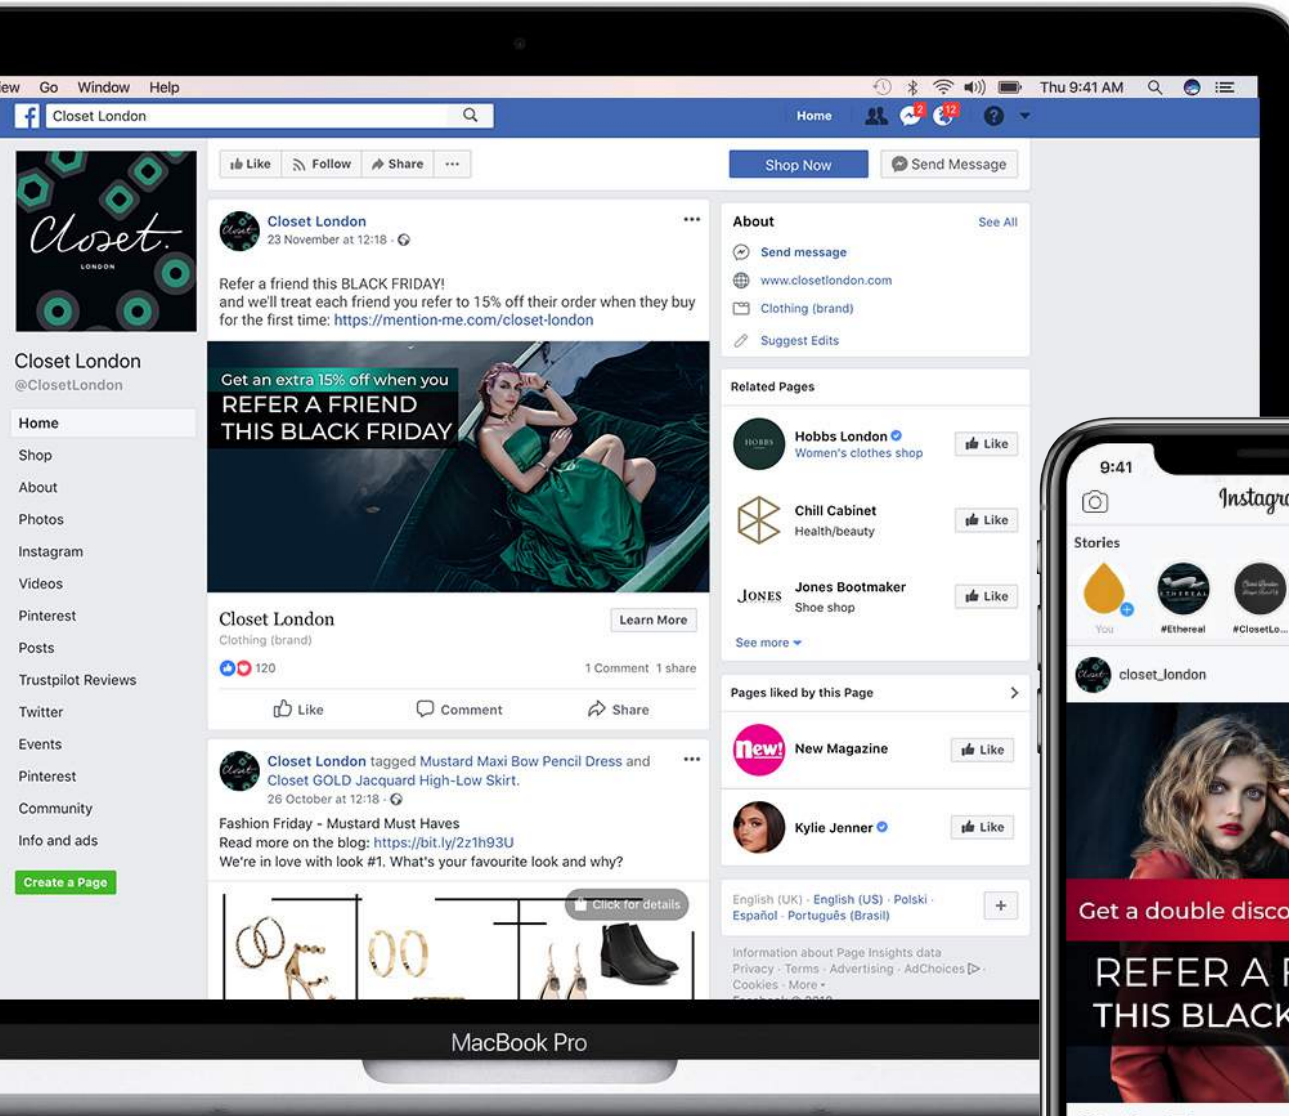 iew Go Window Help
Thu 9:41 AM
f Closet London
Home
2
12
?
Closet.
LONDON
Closet London
@ClosetLondon
Home
Shop
About
Photos
Instagram
Videos
Pinterest
Posts
Trustpilot Reviews
Twitter
Events
Pinterest
Community
Info and ads
Create a Page
Like Follow Share ...
Shop Now Send Message
Closet London
23 November at 12:18 ·
Refer a friend this BLACK FRIDAY!
and we'll treat each friend you refer to 15% off their order when they buy
for the first time: https://mention-me.com/closet-london
Get an extra 15% off when you
REFER A FRIEND
THIS BLACK FRIDAY
Closet London
Learn More
Clothing (brand)
120
1 Comment 1 share
Like Comment Share
Closet London tagged Mustard Maxi Bow Pencil Dress and
Closet GOLD Jacquard High-Low Skirt.
26 October at 12:18 ·
Fashion Friday - Mustard Must Haves
Read more on the blog: https://bit.ly/2z1h93U
We're in love with look #1. What's your favourite look and why?
Click for details
About See All
Send message
www.closetlondon.com
Clothing (brand)
Suggest Edits
Related Pages
HOBBS
Hobbs London
Women's clothes shop
Like
Chill Cabinet
Health/beauty
Like
JONES
Jones Bootmaker
Shoe shop
Like
See more
Pages liked by this Page
new!
New Magazine
Like
Kylie Jenner
Like
English (UK) · English (US) · Polski ·
Español · Português (Brasil)
+
Information about Page Insights data
Privacy · Terms · Advertising · AdChoices ·
Cookies · More
MacBook Pro
9:41
Instagra
Stories
ETHEREAL
You
#Ethereal
#ClosetLo...
closet_london
Get a double disco
REFER A F
THIS BLACK